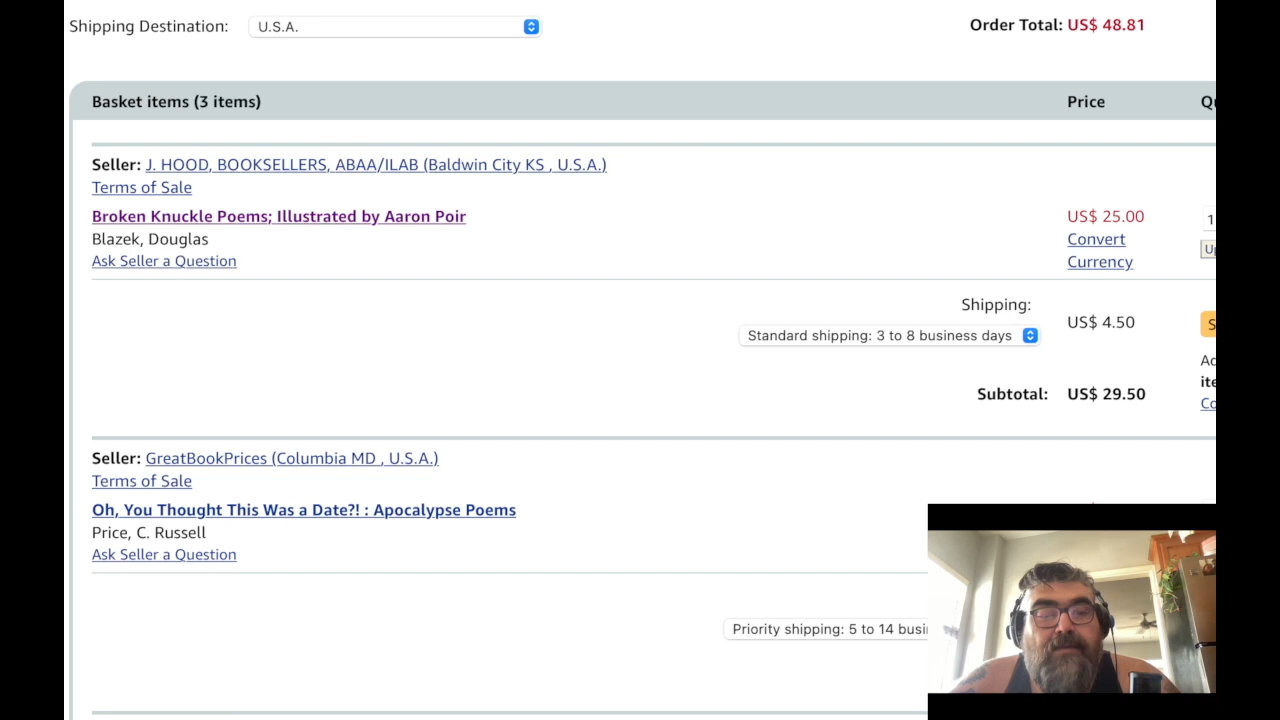 Shipping Destination: U.S.A. Order Total: US$ 48.81
Basket items (3 items) Price
Seller: J. HOOD, BOOKSELLERS, ABAA/ILAB (Baldwin City KS , U.S.A.)
Terms of Sale
Broken Knuckle Poems; Illustrated by Aaron Poir US$ 25.00 1
Blazek, Douglas Convert
Ask Seller a Question Currency
Shipping:
Standard shipping: 3 to 8 business days US$ 4.50
Subtotal: US$ 29.50
Seller: GreatBookPrices (Columbia MD , U.S.A.)
Terms of Sale
Oh, You Thought This Was a Date?! : Apocalypse Poems
Price, C. Russell
Ask Seller a Question
Priority shipping: 5 to 14 busi